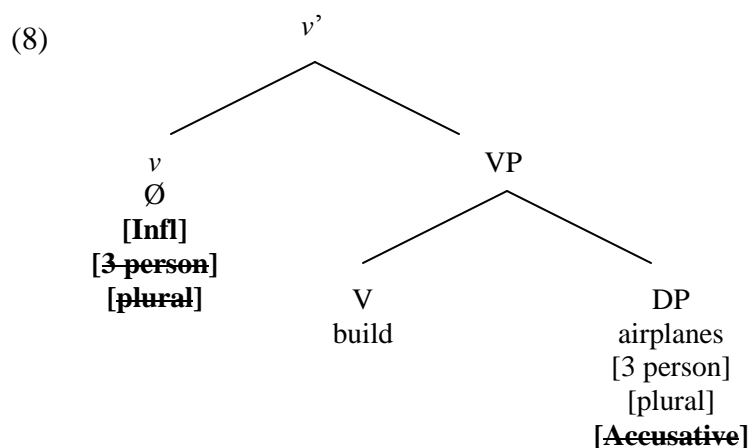 (8)
v’
v VP
Ø
[Infl]
[3 person]
[plural]
V DP
build airplanes
[3 person]
[plural]
[Accusative]